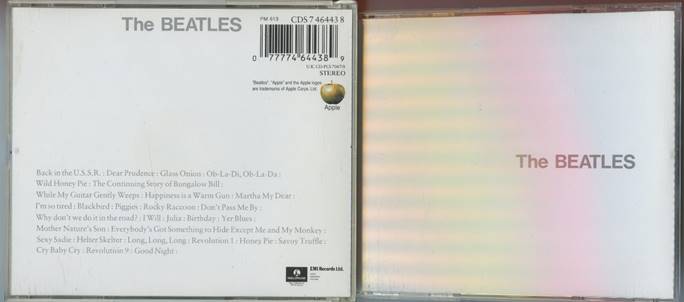 The BEATLES
PM 613
CDS 7 46443 8
0 77774 64438 9
STEREO
"Beatles", "Apple" and the Apple logos
are trademarks of Apple Corps. Ltd.
Apple
Back in the U.S.S.R. : Dear Prudence : Glass Onion : Ob-La-Di, Ob-La-Da :
Wild Honey Pie : The Continuing Story of Bungalow Bill :
While My Guitar Gently Weeps : Happiness is a Warm Gun : Martha My Dear :
I'm so tired : Blackbird : Piggies : Rocky Raccoon : Don't Pass Me By :
Why don't we do it in the road? : I Will : Julia : Birthday : Yer Blues :
Mother Nature's Son : Everybody's Got Something to Hide Except Me and My Monkey :
Sexy Sadie : Helter Skelter : Long, Long, Long : Revolution 1 : Honey Pie : Savoy Truffle :
Cry Baby Cry : Revolution 9 : Good Night :
EMI Records Ltd.
The BEATLES